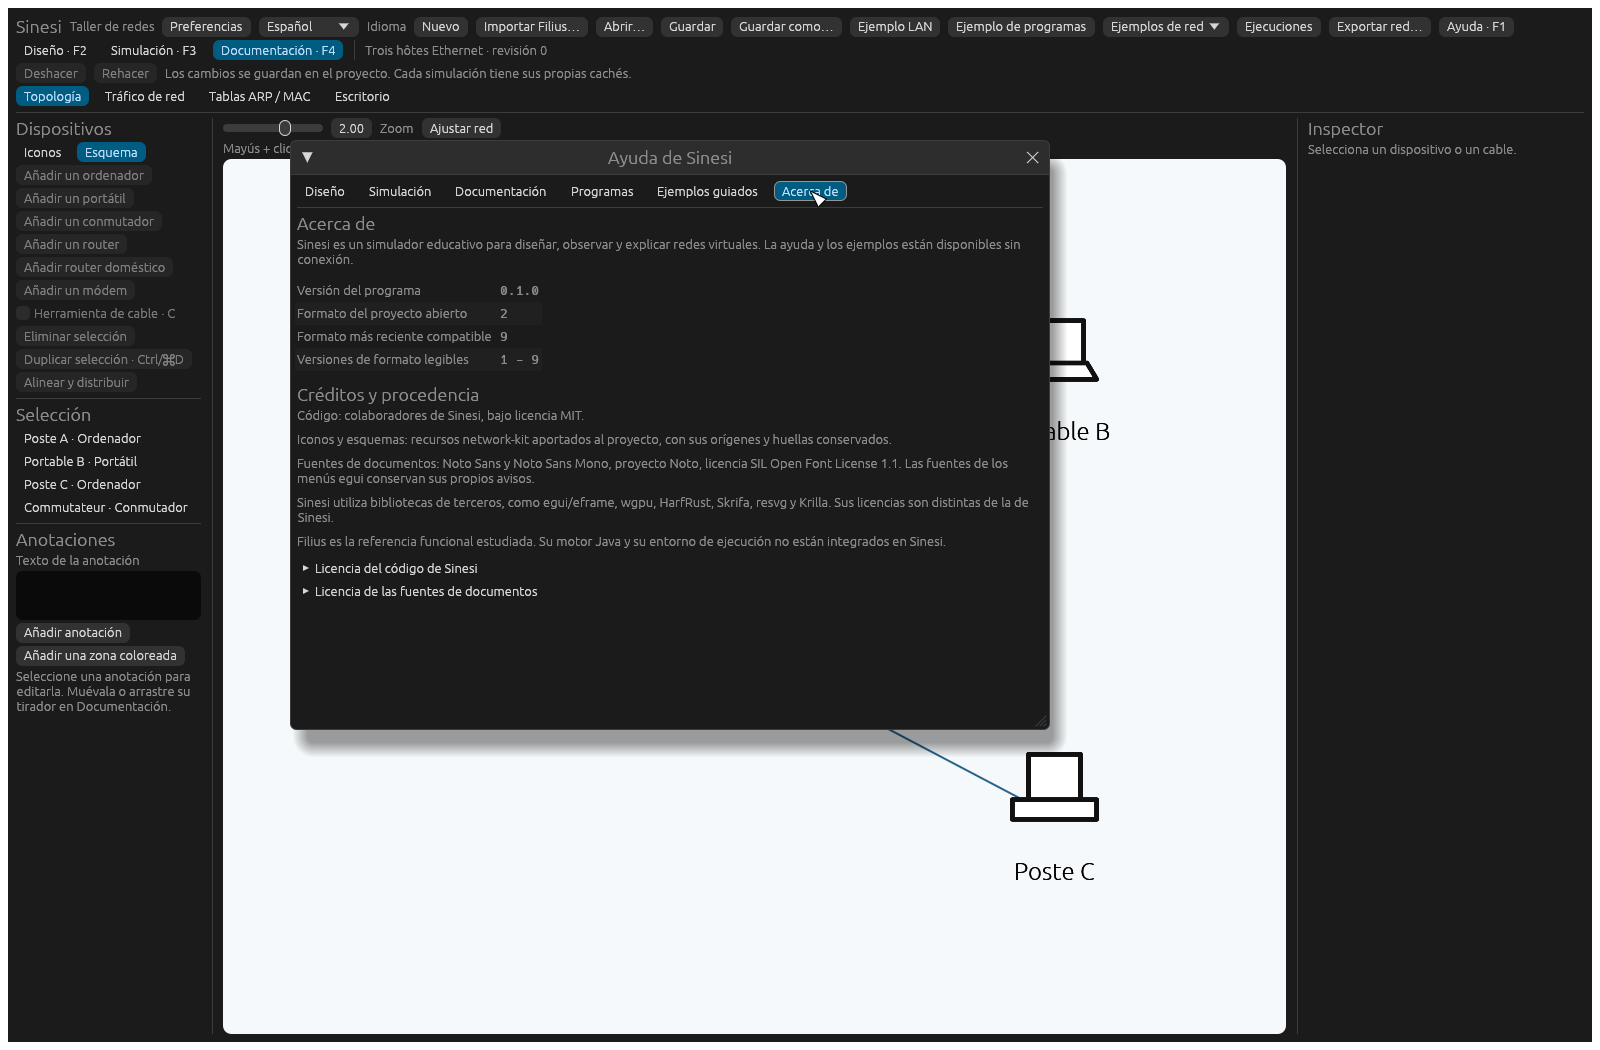 Sinesi Taller de redes Preferencias Español Idioma Nuevo Importar Filius... Abrir... Guardar Guardar como... Ejemplo LAN Ejemplo de programas Ejemplos de red Ejecuciones Exportar red... Ayuda · F1
Diseño · F2 Simulación · F3 Documentación · F4 Trois hôtes Ethernet · revisión 0
Deshacer Rehacer Los cambios se guardan en el proyecto. Cada simulación tiene sus propias cachés.
Topología Tráfico de red Tablas ARP / MAC Escritorio
Dispositivos
Iconos Esquema
Añadir un ordenador
Añadir un portátil
Añadir un conmutador
Añadir un router
Añadir router doméstico
Añadir un módem
Herramienta de cable · C
Eliminar selección
Duplicar selección · Ctrl/⌘D
Alinear y distribuir
Selección
Poste A · Ordenador
Portable B · Portátil
Poste C · Ordenador
Commutateur · Conmutador
Anotaciones
Texto de la anotación
Añadir anotación
Añadir una zona coloreada
Seleccione una anotación para
editarla. Muévala o arrastre su
tirador en Documentación.
2.00 Zoom Ajustar red
Mayús + clic
Ayuda de Sinesi
Diseño Simulación Documentación Programas Ejemplos guiados Acerca de
Acerca de
Sinesi es un simulador educativo para diseñar, observar y explicar redes virtuales. La ayuda y los ejemplos están disponibles sin
conexión.
Versión del programa 0.1.0
Formato del proyecto abierto 2
Formato más reciente compatible 9
Versiones de formato legibles 1 – 9
Créditos y procedencia
Código: colaboradores de Sinesi, bajo licencia MIT.
Iconos y esquemas: recursos network-kit aportados al proyecto, con sus orígenes y huellas conservados.
Fuentes de documentos: Noto Sans y Noto Sans Mono, proyecto Noto, licencia SIL Open Font License 1.1. Las fuentes de los
menús egui conservan sus propios avisos.
Sinesi utiliza bibliotecas de terceros, como egui/eframe, wgpu, HarfRust, Skrifa, resvg y Krilla. Sus licencias son distintas de la de
Sinesi.
Filius es la referencia funcional estudiada. Su motor Java y su entorno de ejecución no están integrados en Sinesi.
Licencia del código de Sinesi
Licencia de las fuentes de documentos
able B
Poste C
Inspector
Selecciona un dispositivo o un cable.